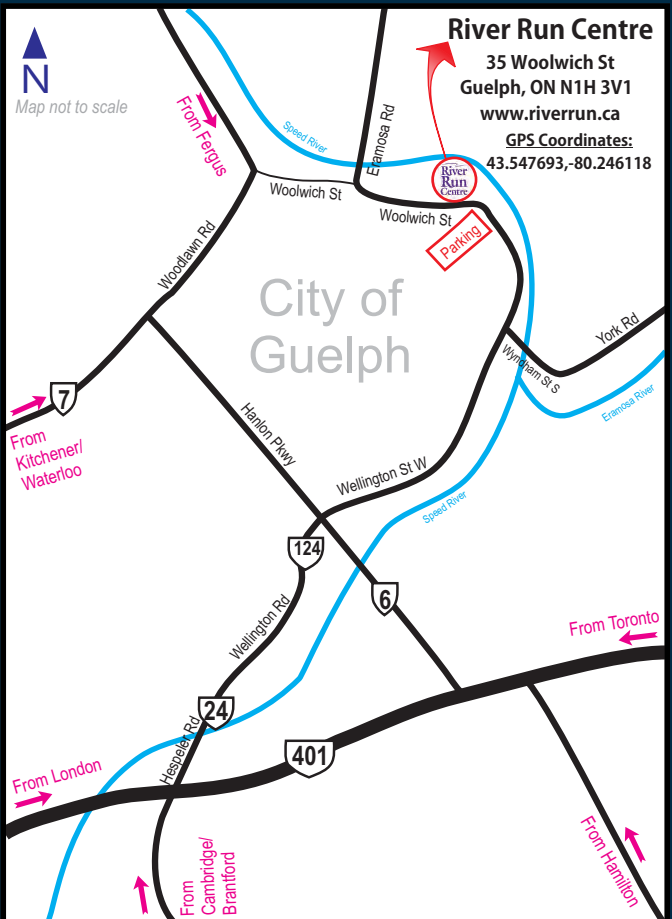 River Run Centre
35 Woolwich St
Guelph, ON N1H 3V1
www.riverrun.ca
GPS Coordinates:
43.547693,-80.246118
N
Map not to scale
From Fergus
Speed River
Eramosa Rd
River
Run
Centre
Woolwich St
Woolwich St
Parking
Woodlawn Rd
City of
Guelph
York Rd
Wyndham St S
Eramosa River
7
From
Kitchener/
Waterloo
Hanlon Pkwy
Wellington St W
Speed River
124
6
Wellington Rd
From Toronto
24
Hespeler Rd
401
From London
From Hamilton
From
Cambridge/
Brantford